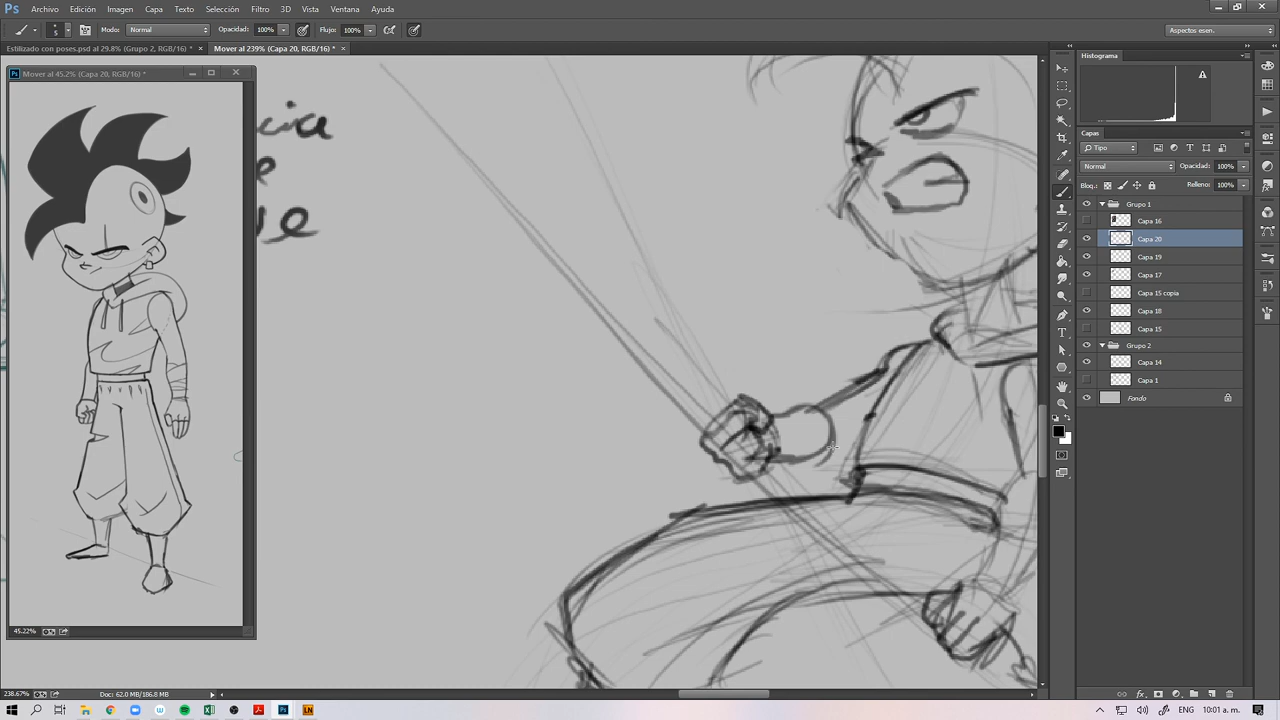 Ps Archivo Edición Imagen Capa Texto Selección Filtro 3D Vista Ventana Ayuda
5 Modo: Normal Opacidad: 100% Flujo: 100% Aspectos esen.
Estilizado con poses.psd al 29.8% (Grupo 2, RGB/16) * × Mover al 239% (Capa 20, RGB/16) * ×
Ps Mover al 45.2% (Capa 20, RGB/16) *
45.22%
Histograma
Capas
Tipo
Normal Opacidad: 100%
Bloq.: Relleno: 100%
Grupo 1
Capa 16
Capa 20
Capa 19
Capa 17
Capa 15 copia
Capa 18
Capa 15
Grupo 2
Capa 14
Capa 1
Fondo
238.67% Doc: 62.0 MB/186.8 MB
ENG 10:01 a. m.